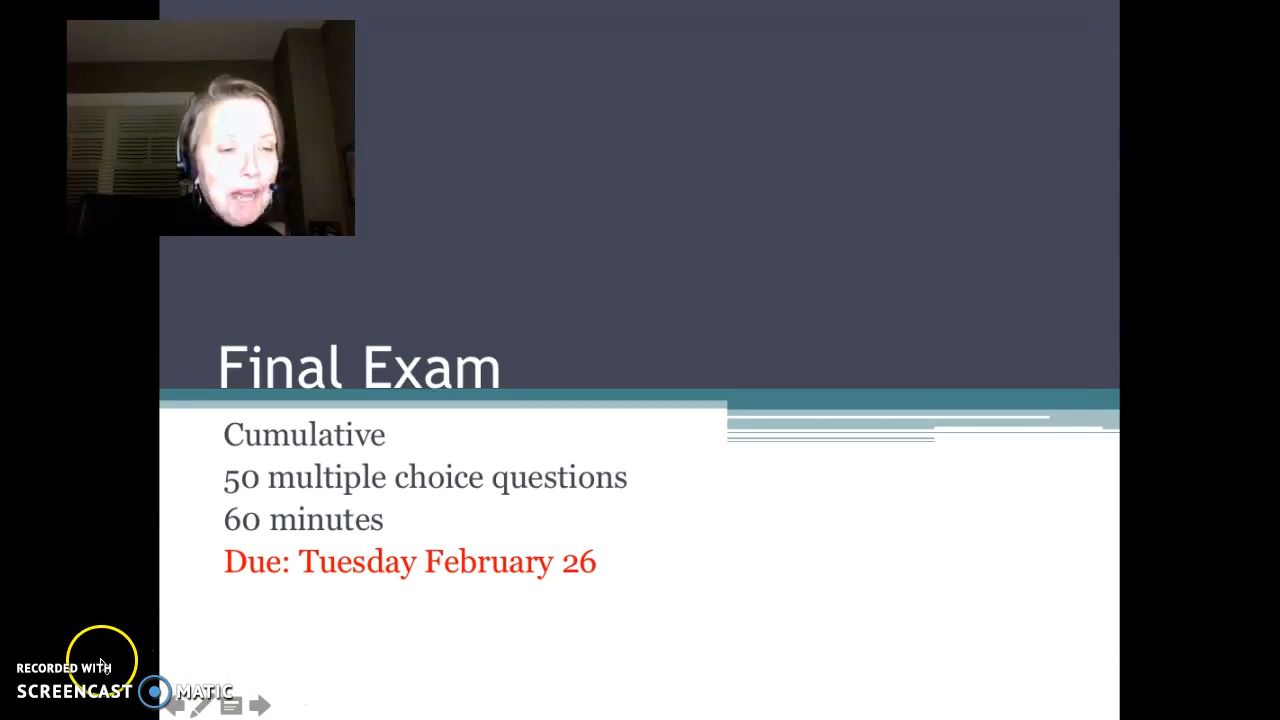 Final Exam
Cumulative
50 multiple choice questions
60 minutes
Due: Tuesday February 26
RECORDED WITH
SCREENCAST MATIC